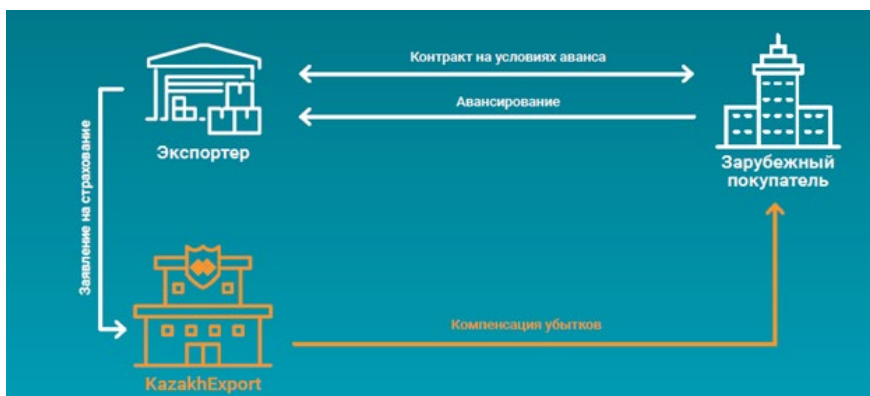 Контракт на условиях аванса
Авансирование
Экспортер
Зарубежный
покупатель
Заявление на страхование
Компенсация убытков
KazakhExport